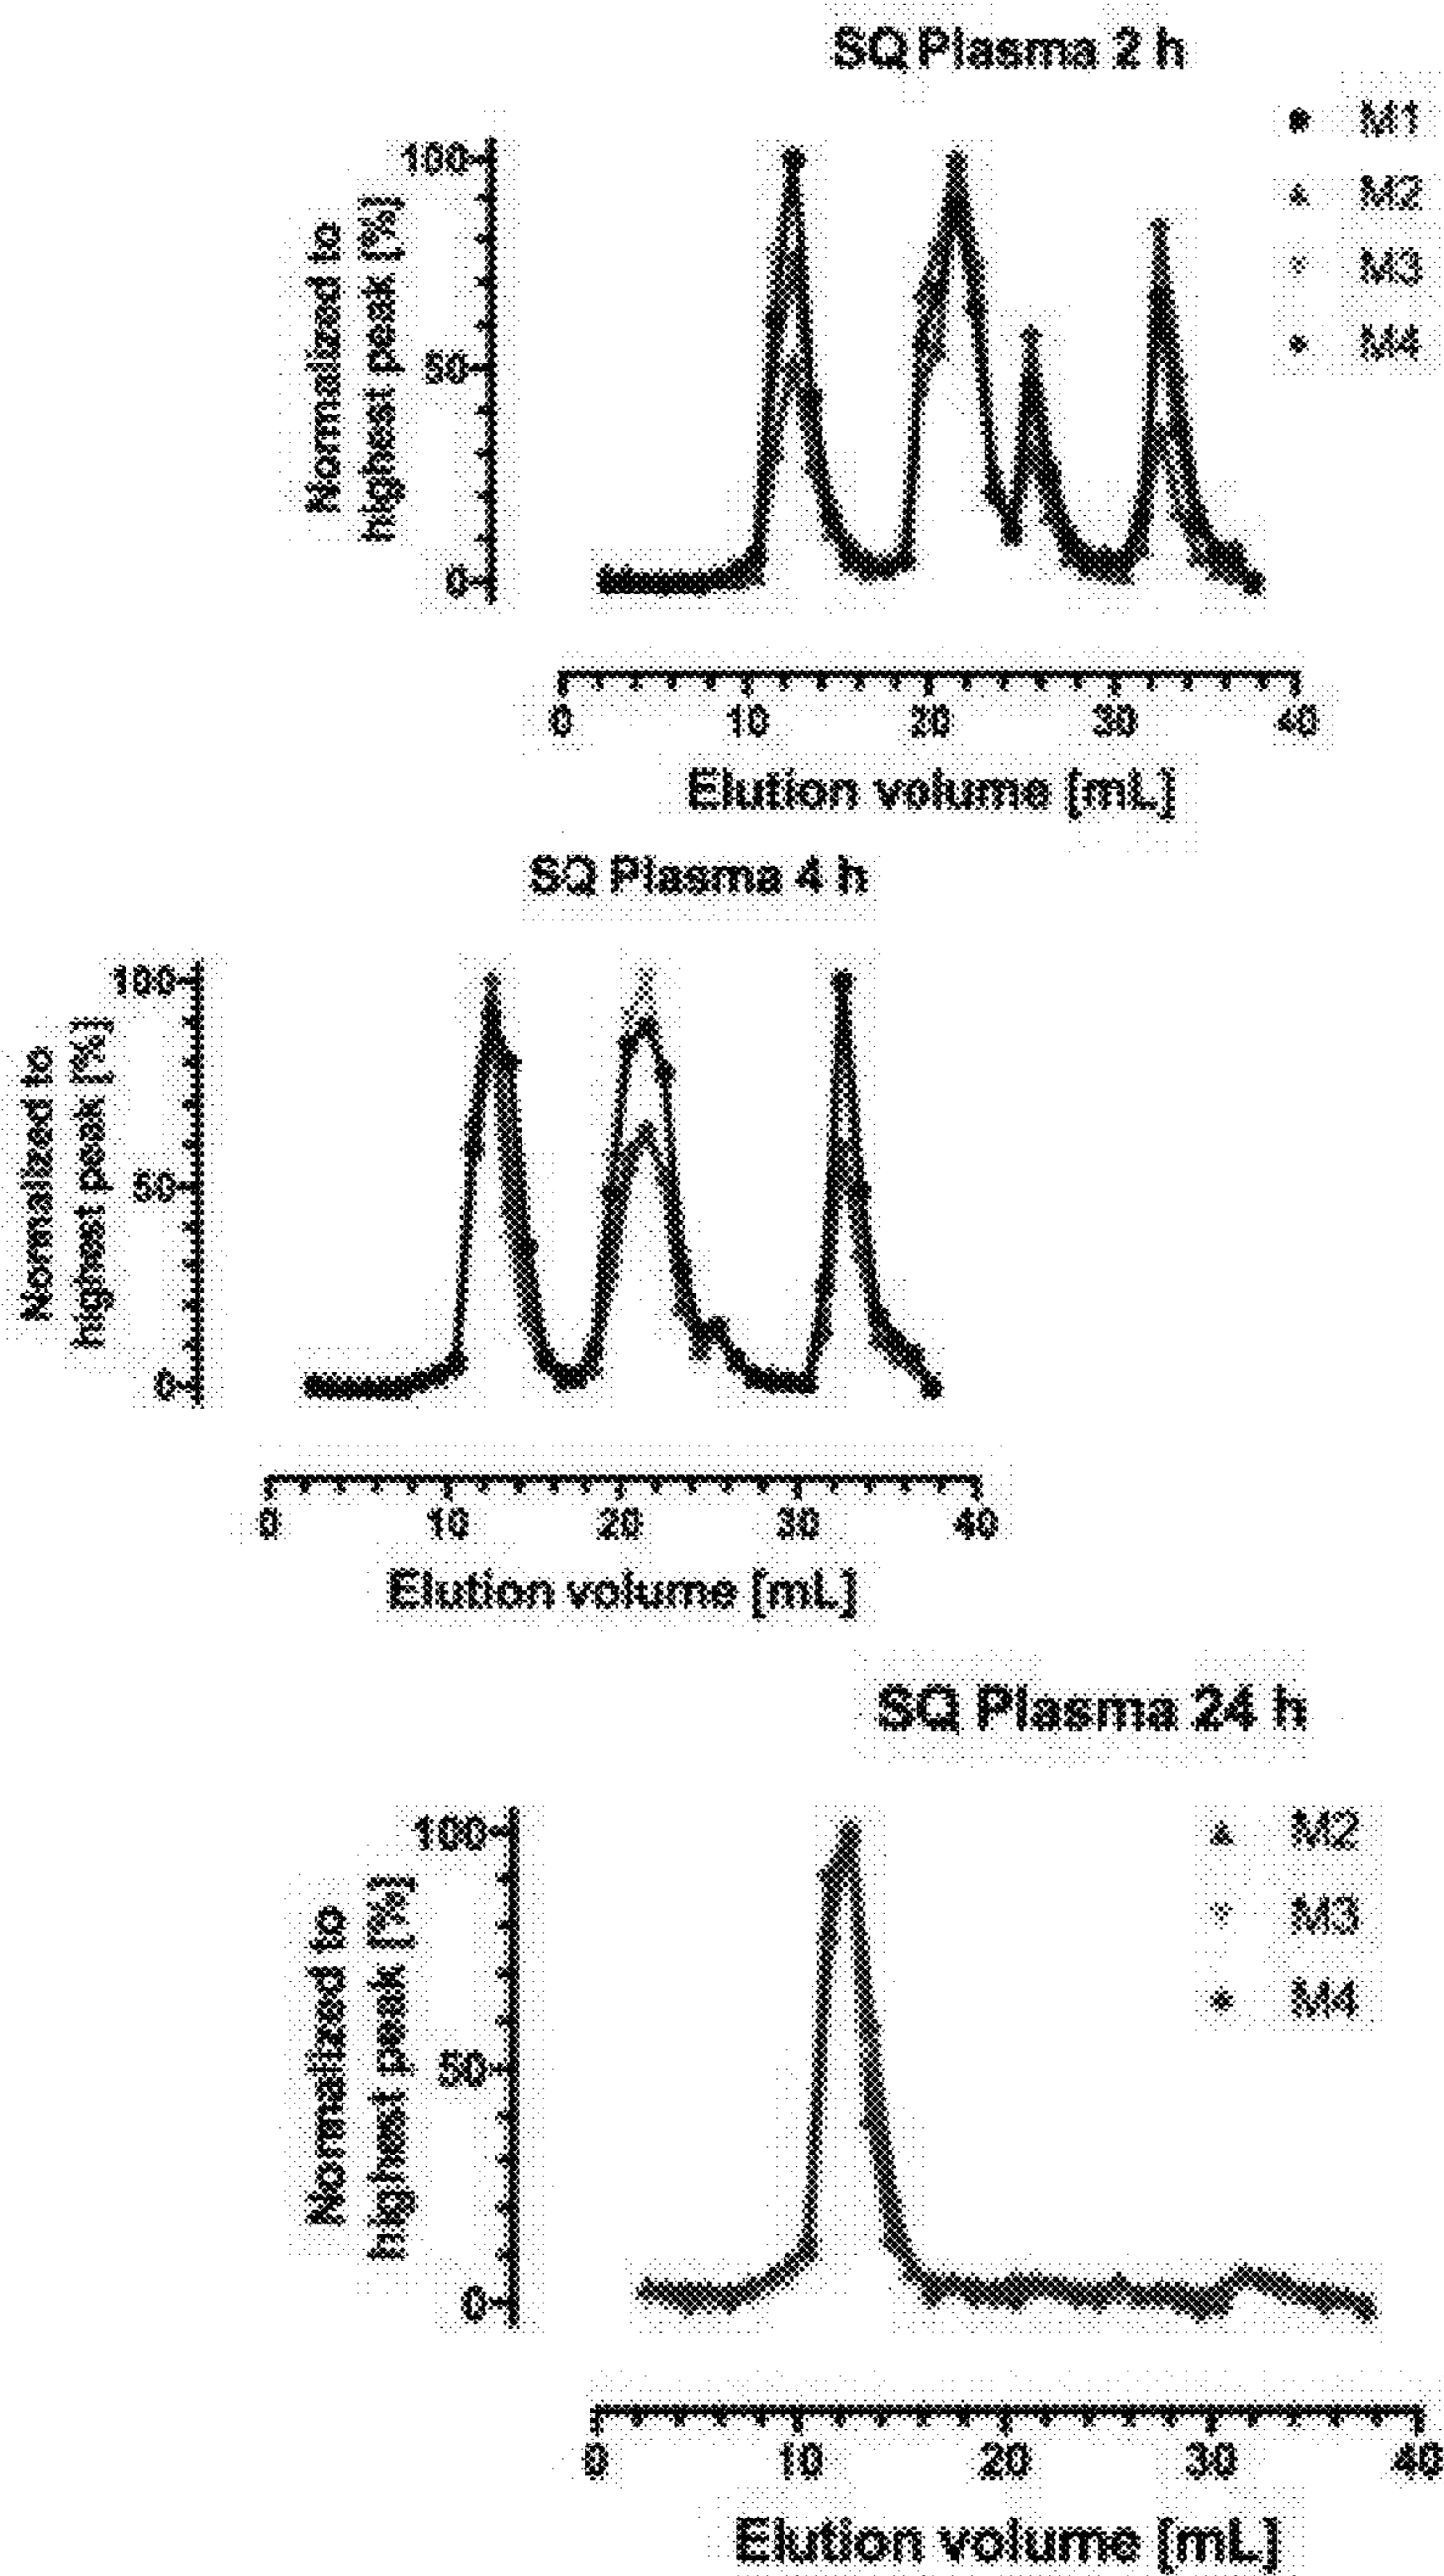 SQ Plasma 2 h
M1
M2
M3
M4
Normalized to
highest peak [%]
100
50
0
0 10 20 30 40
Elution volume [mL]
SQ Plasma 4 h
Normalized to
highest peak [%]
100
50
0
0 10 20 30 40
Elution volume [mL]
SQ Plasma 24 h
M2
M3
M4
Normalized to
highest peak [%]
100
50
0
0 10 20 30 40
Elution volume [mL]